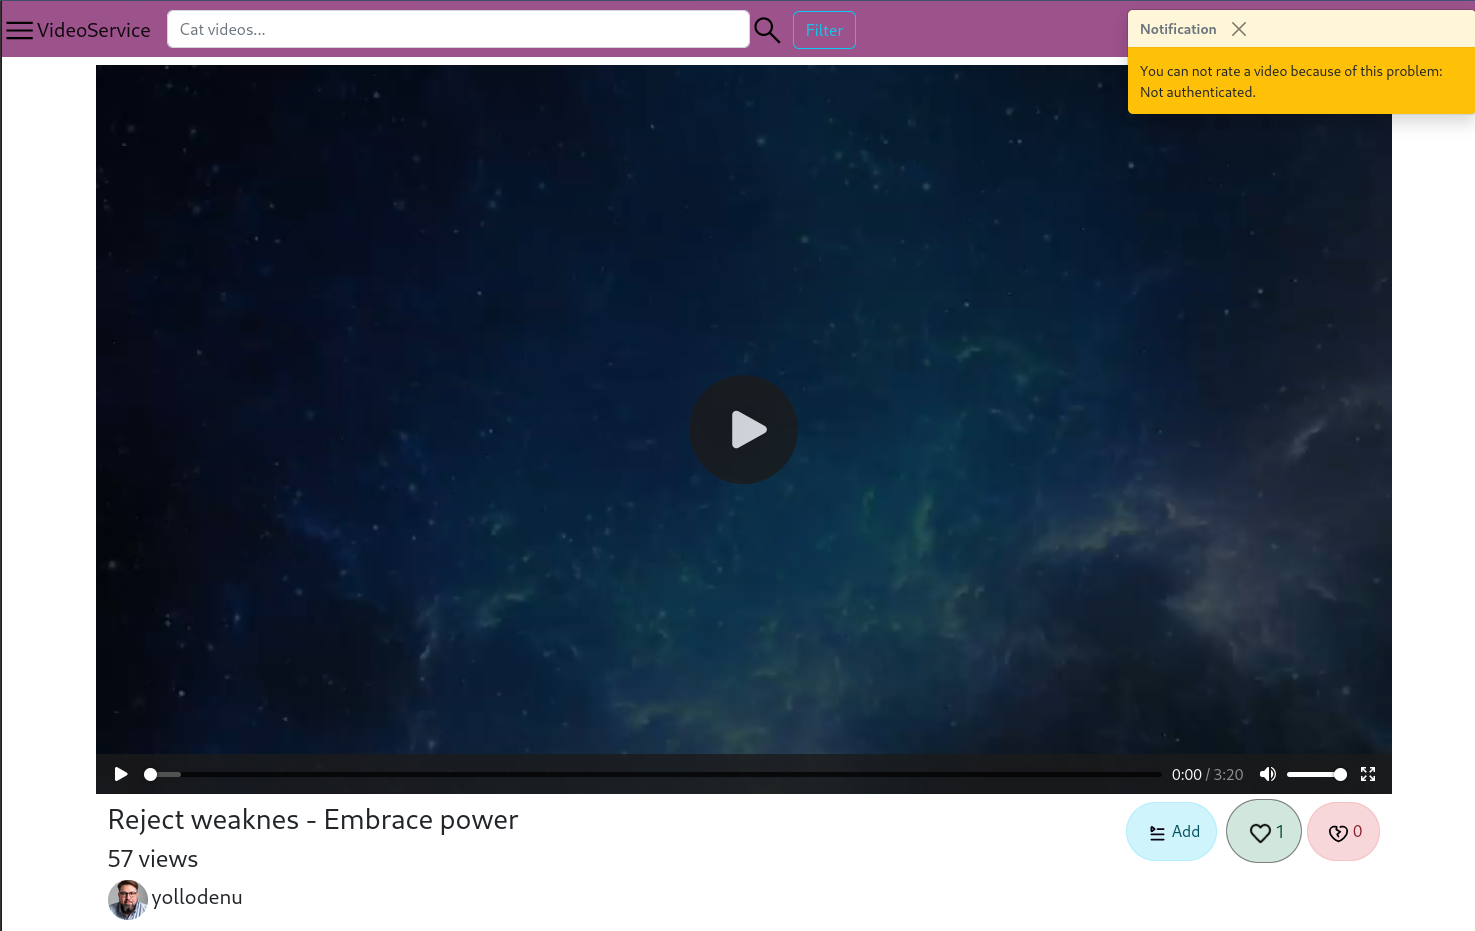 VideoService
Cat videos...
Filter
Notification
You can not rate a video because of this problem:
Not authenticated.
0:00 / 3:20
Reject weaknes - Embrace power
Add
1
0
57 views
yollodenu